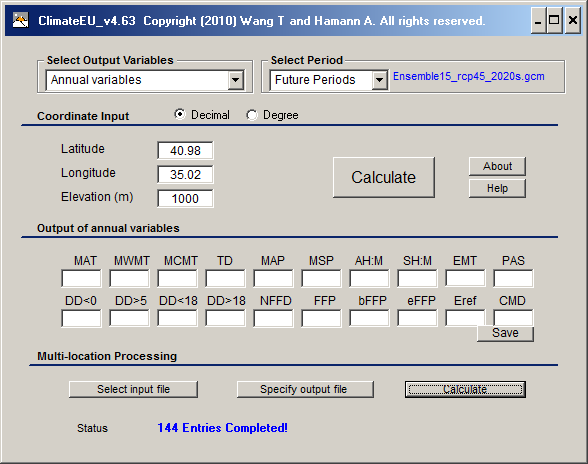 ClimateEU_v4.63 Copyright (2010) Wang T and Hamann A. All rights reserved.
Select Output Variables
Select Period
Annual variables
Future Periods
Ensemble15_rcp45_2020s.gcm
Coordinate Input
Decimal
Degree
Latitude
40.98
Longitude
35.02
Elevation (m)
1000
Calculate
About
Help
Output of annual variables
MAT MWMT MCMT TD MAP MSP AH:M SH:M EMT PAS
DD<0 DD>5 DD<18 DD>18 NFFD FFP bFFP eFFP Eref CMD
Save
Multi-location Processing
Select input file
Specify output file
Calculate
Status
144 Entries Completed!